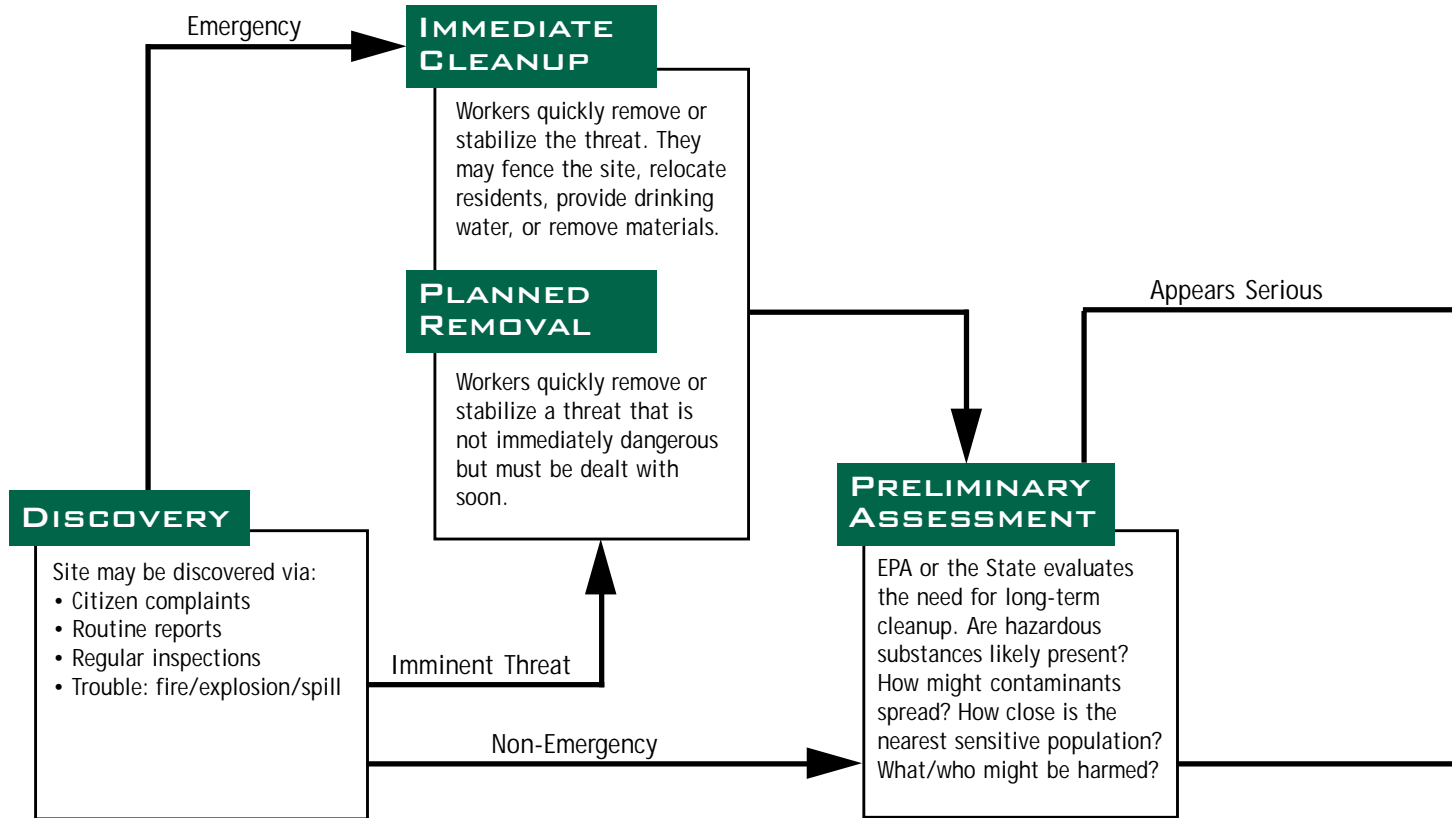 Emergency
IMMEDIATE
CLEANUP
Workers quickly remove or
stabilize the threat. They
may fence the site, relocate
residents, provide drinking
water, or remove materials.
PLANNED
REMOVAL
Workers quickly remove or
stabilize a threat that is
not immediately dangerous
but must be dealt with
soon.
DISCOVERY
Site may be discovered via:
• Citizen complaints
• Routine reports
• Regular inspections
• Trouble: fire/explosion/spill
Imminent Threat
Non-Emergency
Appears Serious
PRELIMINARY
ASSESSMENT
EPA or the State evaluates
the need for long-term
cleanup. Are hazardous
substances likely present?
How might contaminants
spread? How close is the
nearest sensitive population?
What/who might be harmed?